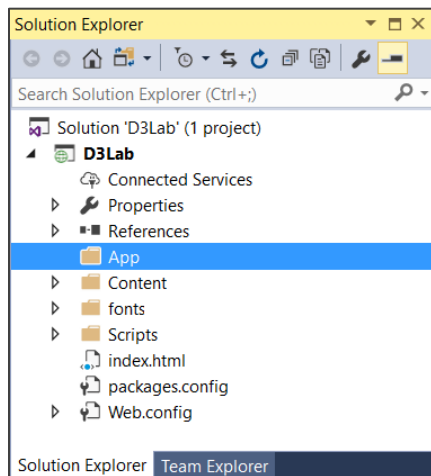 Solution Explorer
Search Solution Explorer (Ctrl+;)
Solution 'D3Lab' (1 project)
D3Lab
Connected Services
Properties
References
App
Content
fonts
Scripts
index.html
packages.config
Web.config
Solution Explorer Team Explorer